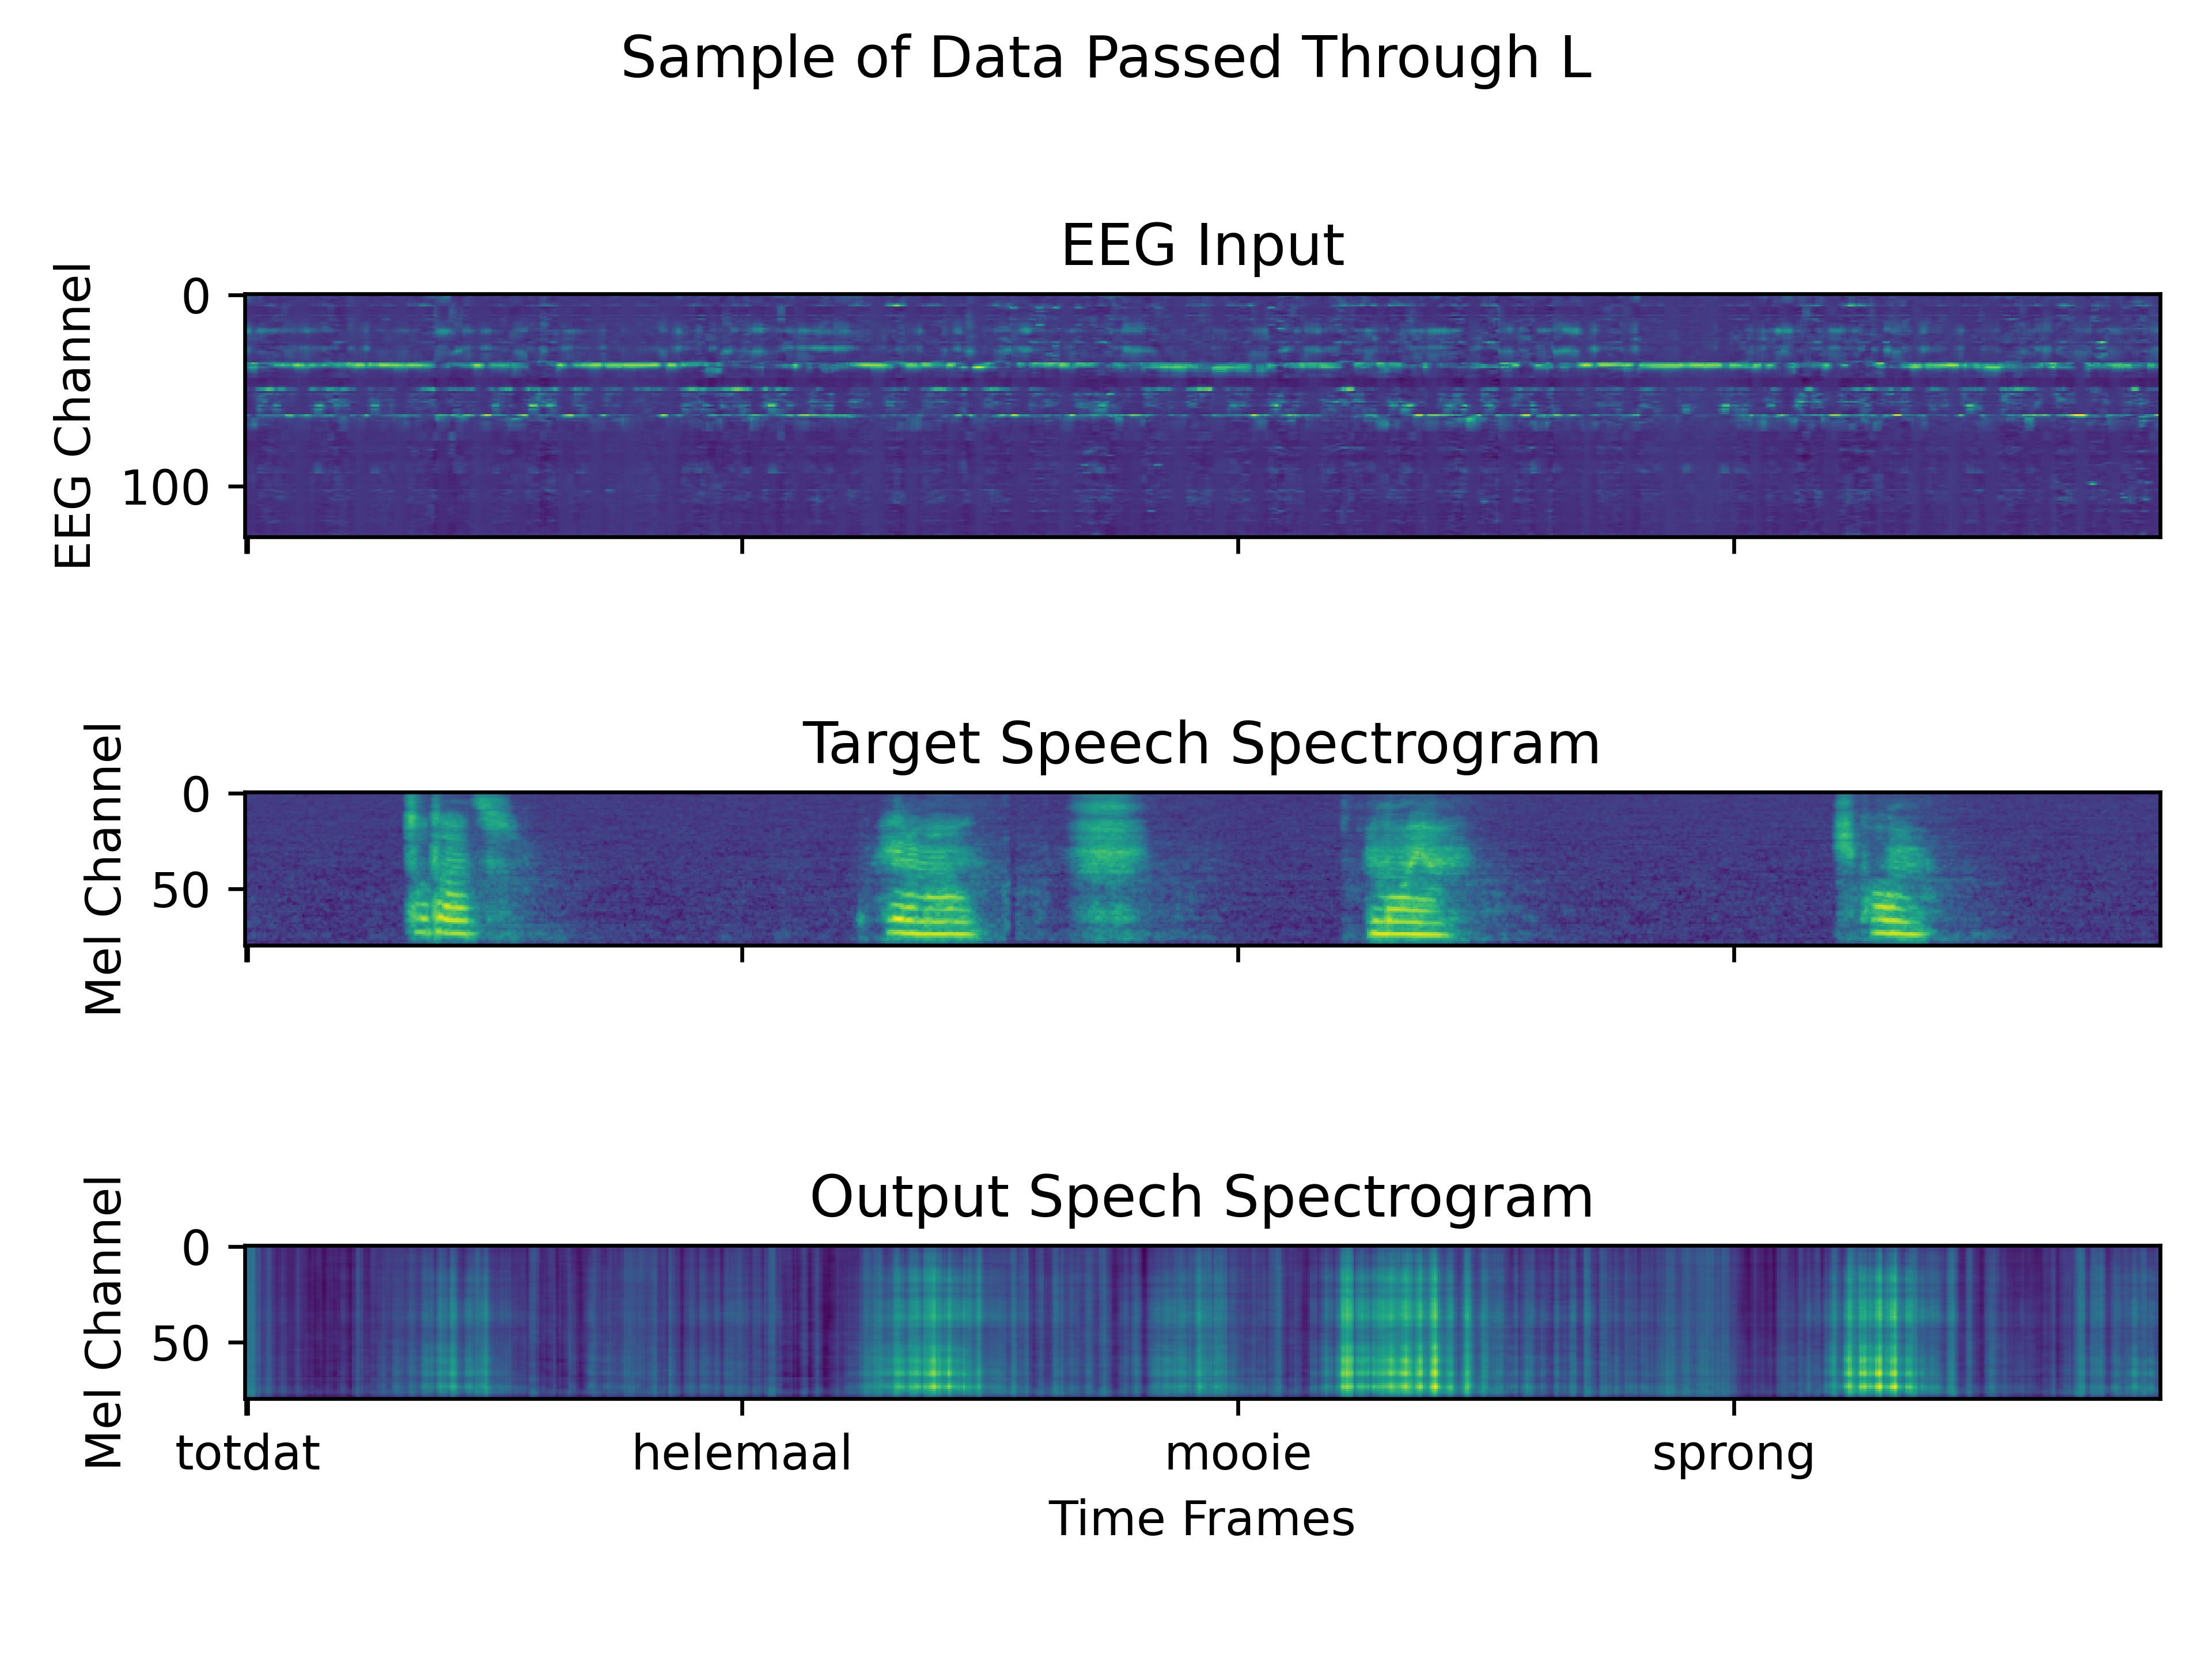 Sample of Data Passed Through L
EEG Input
EEG Channel
0
100
Target Speech Spectrogram
Mel Channel
0
50
Output Spech Spectrogram
Mel Channel
0
50
totdat helemaal mooie sprong
Time Frames